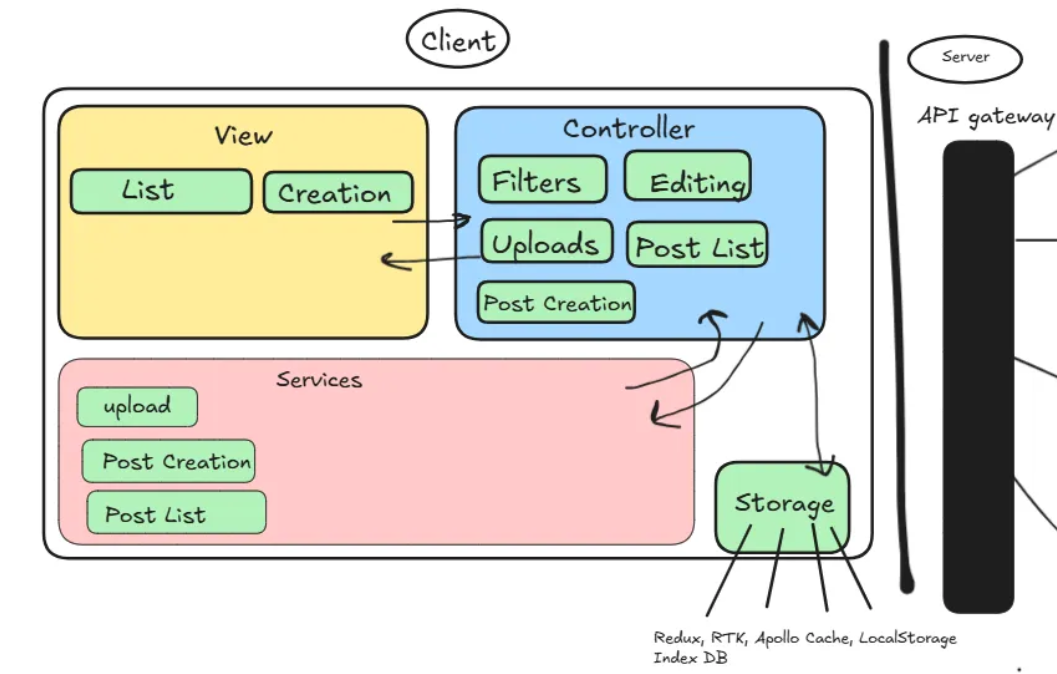 Client
Server
API gateway
View
List
Creation
Controller
Filters
Editing
Uploads
Post List
Post Creation
Services
upload
Post Creation
Post List
Storage
Redux, RTK, Apollo Cache, LocalStorage
Index DB